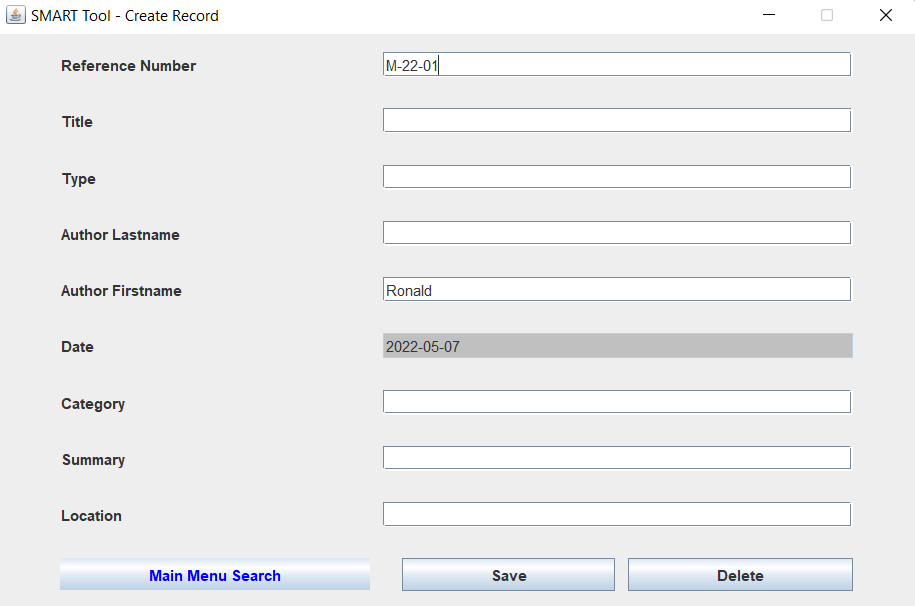 SMART Tool - Create Record
Reference Number M-22-01
Title
Type
Author Lastname
Author Firstname Ronald
Date 2022-05-07
Category
Summary
Location
Main Menu Search Save Delete